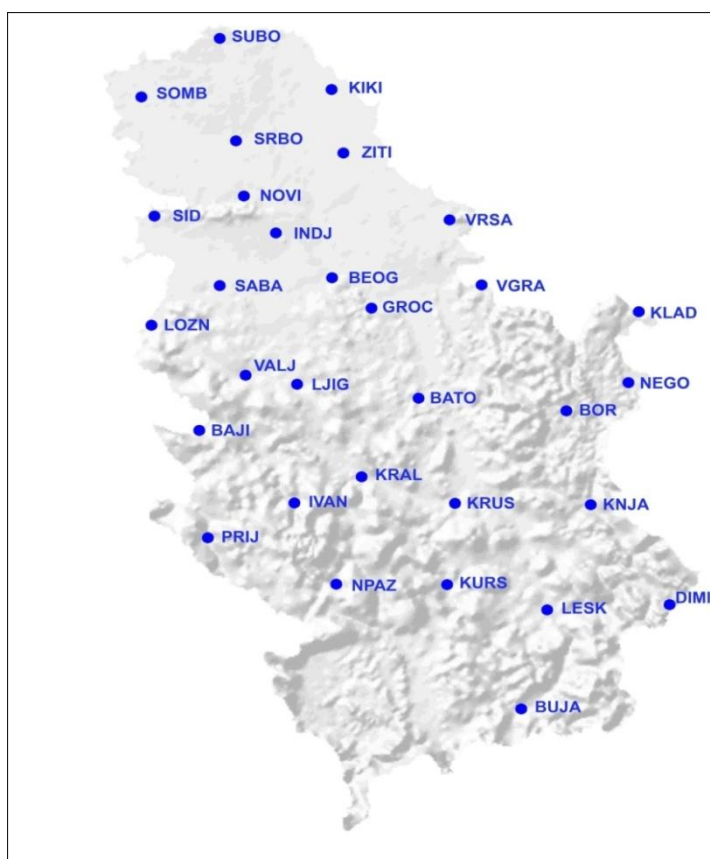 SUBO
KIKI
SOMB
SRBO
ZITI
NOVI
SID
VRSA
INDJ
BEOG
SABA
VGRA
GROC
KLAD
LOZN
VALJ
LJIG
NEGO
BATO
BOR
BAJI
KRAL
IVAN
KRUS
KNJA
PRIJ
NPAZ
KURS
DIMI
LESK
BUJA